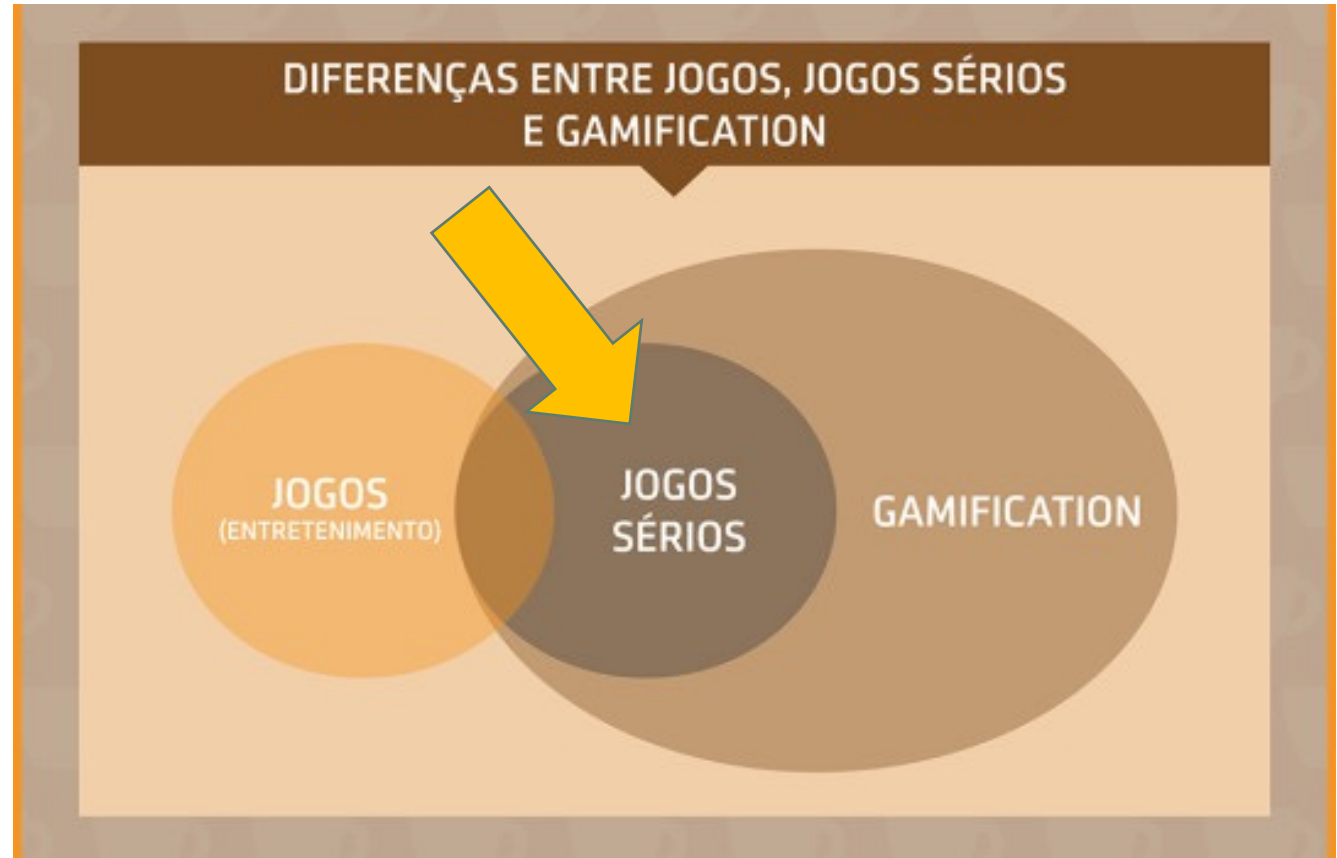 DIFERENÇAS ENTRE JOGOS, JOGOS SÉRIOS
E GAMIFICATION
JOGOS
(ENTRETENIMENTO)
JOGOS
SÉRIOS
GAMIFICATION